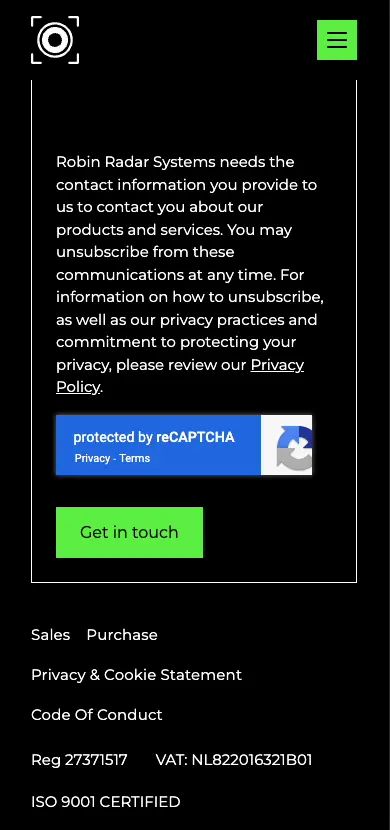 Robin Radar Systems needs the
contact information you provide to
us to contact you about our
products and services. You may
unsubscribe from these
communications at any time. For
information on how to unsubscribe,
as well as our privacy practices and
commitment to protecting your
privacy, please review our Privacy
Policy.
protected by reCAPTCHA
Privacy - Terms
Get in touch
Sales Purchase
Privacy & Cookie Statement
Code Of Conduct
Reg 27371517 VAT: NL822016321B01
ISO 9001 CERTIFIED